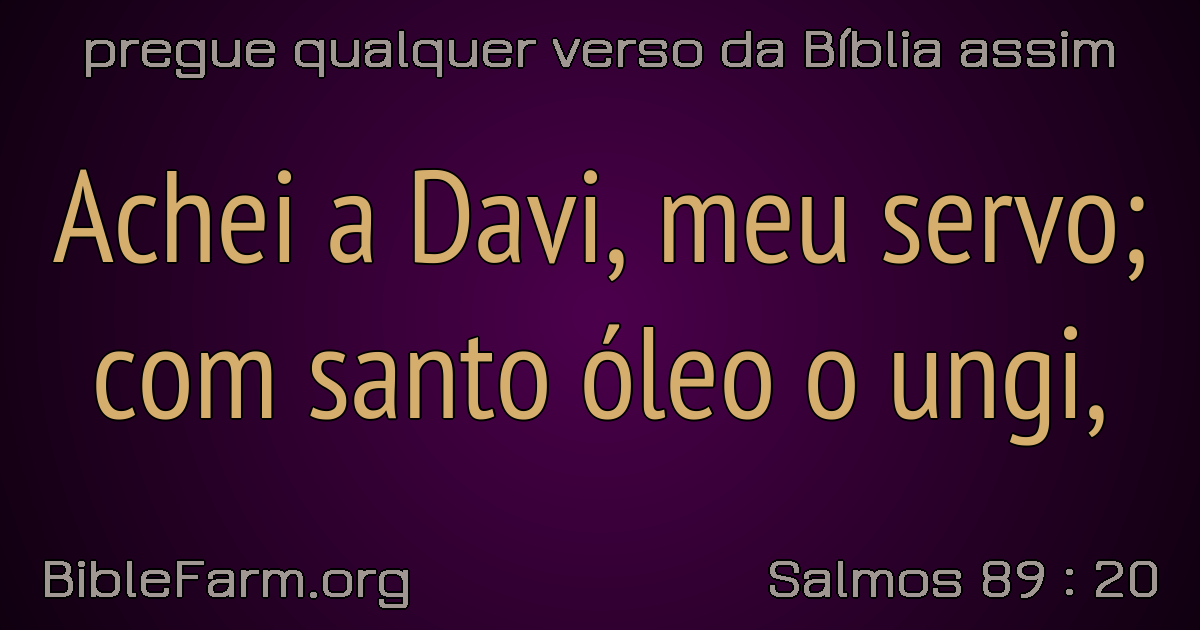 pregue qualquer verso da Bíblia assim
Achei a Davi, meu servo;
com santo óleo o ungi,
BibleFarm.org
Salmos 89 : 20